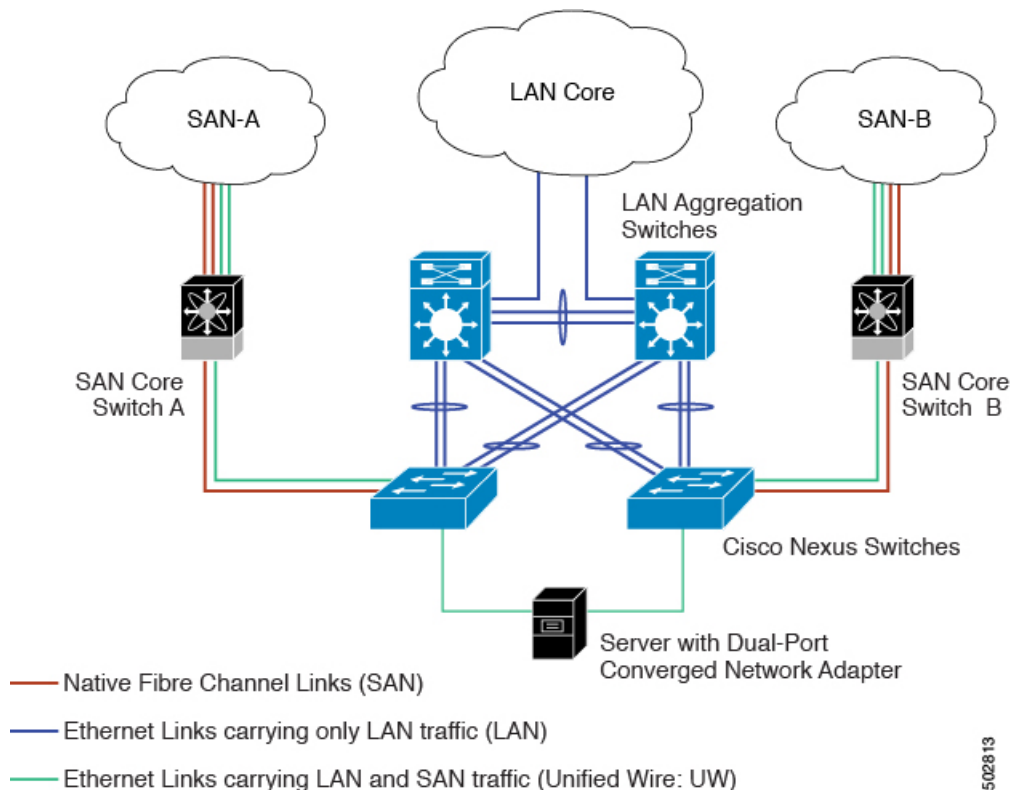 SAN-A
LAN Core
SAN-B
LAN Aggregation
Switches
SAN Core
Switch A
SAN Core
Switch B
Cisco Nexus Switches
Server with Dual-Port
Converged Network Adapter
Native Fibre Channel Links (SAN)
Ethernet Links carrying only LAN traffic (LAN)
Ethernet Links carrying LAN and SAN traffic (Unified Wire: UW)
502813